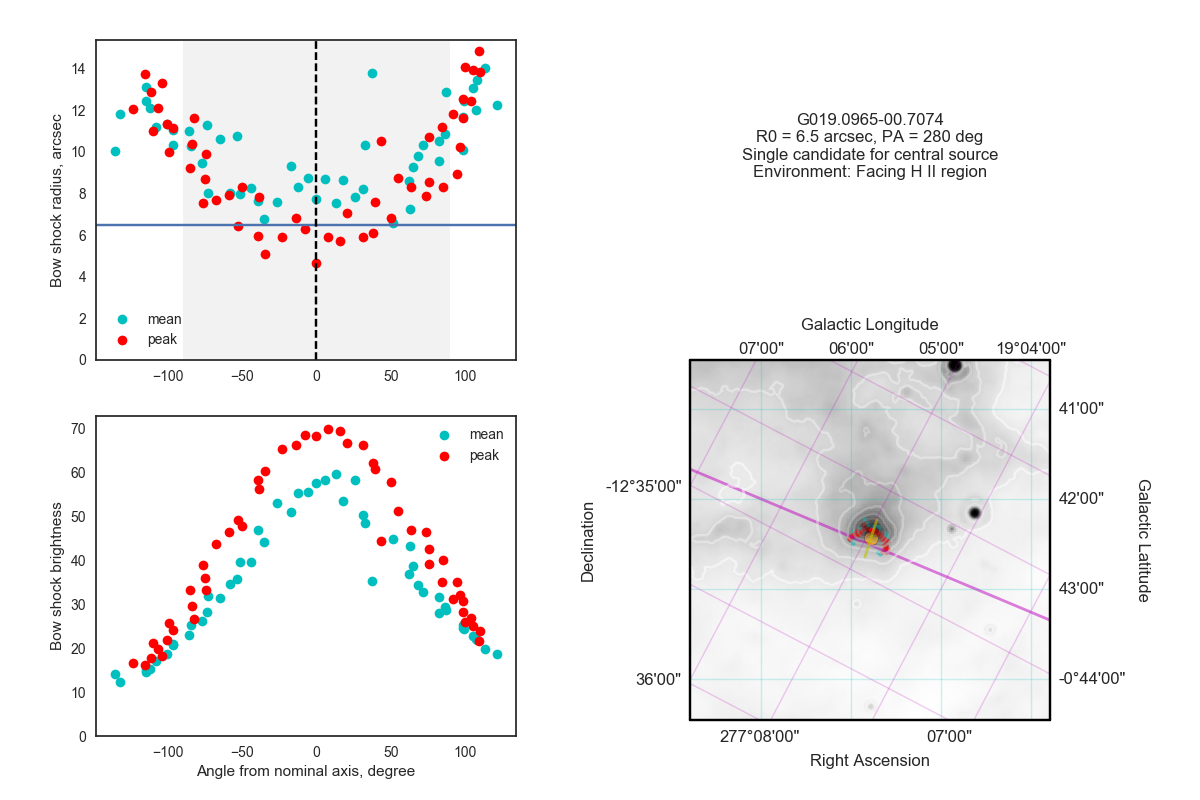 Bow shock radius, arcsec
14
12
10
8
6
4
2
0
mean
peak
−100
−50
0
50
100
G019.0965-00.7074
R0 = 6.5 arcsec, PA = 280 deg
Single candidate for central source
Environment: Facing H II region
Bow shock brightness
70
60
50
40
30
20
10
0
mean
peak
−100
−50
0
50
100
Angle from nominal axis, degree
Galactic Longitude
07'00"
06'00"
05'00"
19°04'00"
41'00"
42'00"
43'00"
-0°44'00"
Galactic Latitude
Declination
-12°35'00"
36'00"
277°08'00"
07'00"
Right Ascension